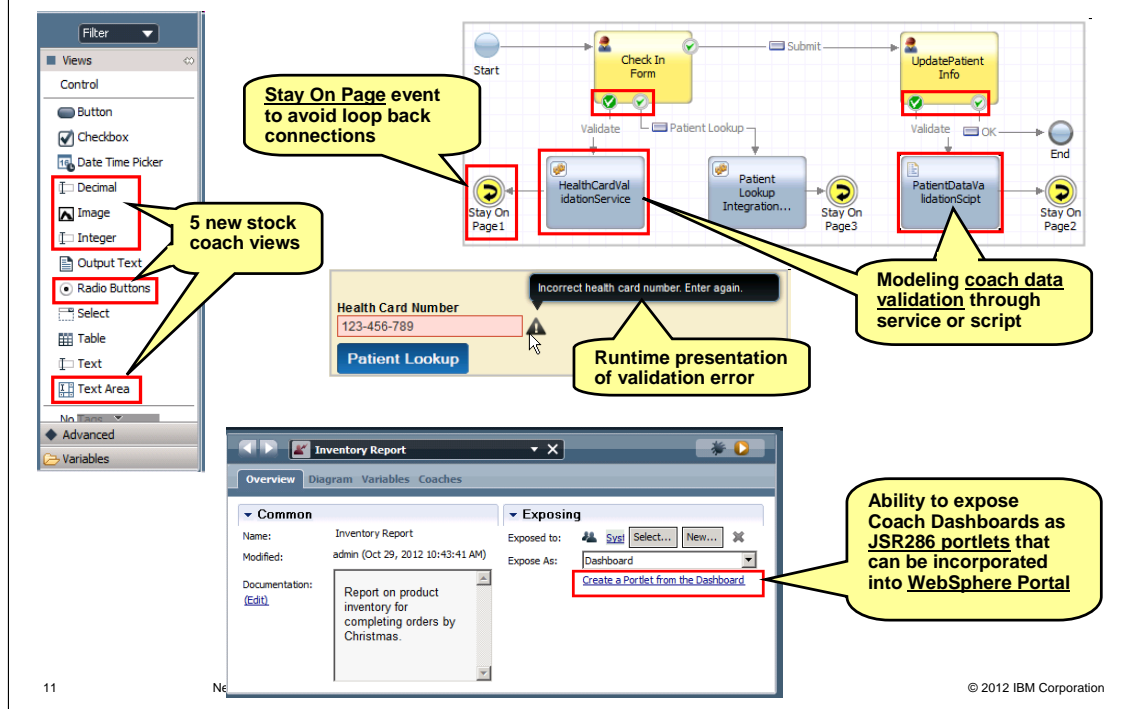 Filter
Views
Control
Button
Checkbox
Date Time Picker
Decimal
Image
Integer
Output Text
Radio Buttons
Select
Table
Text
Text Area
No Tags
Advanced
Variables
5 new stock
coach views
Stay On Page event
to avoid loop back
connections
Start
Check In
Form
Submit
UpdatePatient
Info
Validate
Patient Lookup
Validate
OK
End
Stay On
Page1
HealthCardVal
idationService
Patient
Lookup
Integration...
Stay On
Page3
PatientDataVa
lidationScipt
Stay On
Page2
Modeling coach data
validation through
service or script
Incorrect health card number. Enter again.
Health Card Number
123-456-789
Patient Lookup
Runtime presentation
of validation error
Inventory Report
Overview Diagram Variables Coaches
Common
Name: Inventory Report
Modified: admin (Oct 29, 2012 10:43:41 AM)
Documentation:
(Edit)
Report on product
inventory for
completing orders by
Christmas.
Exposing
Exposed to: Syst Select... New...
Expose As: Dashboard
Create a Portlet from the Dashboard
Ability to expose
Coach Dashboards as
JSR286 portlets that
can be incorporated
into WebSphere Portal
11
© 2012 IBM Corporation